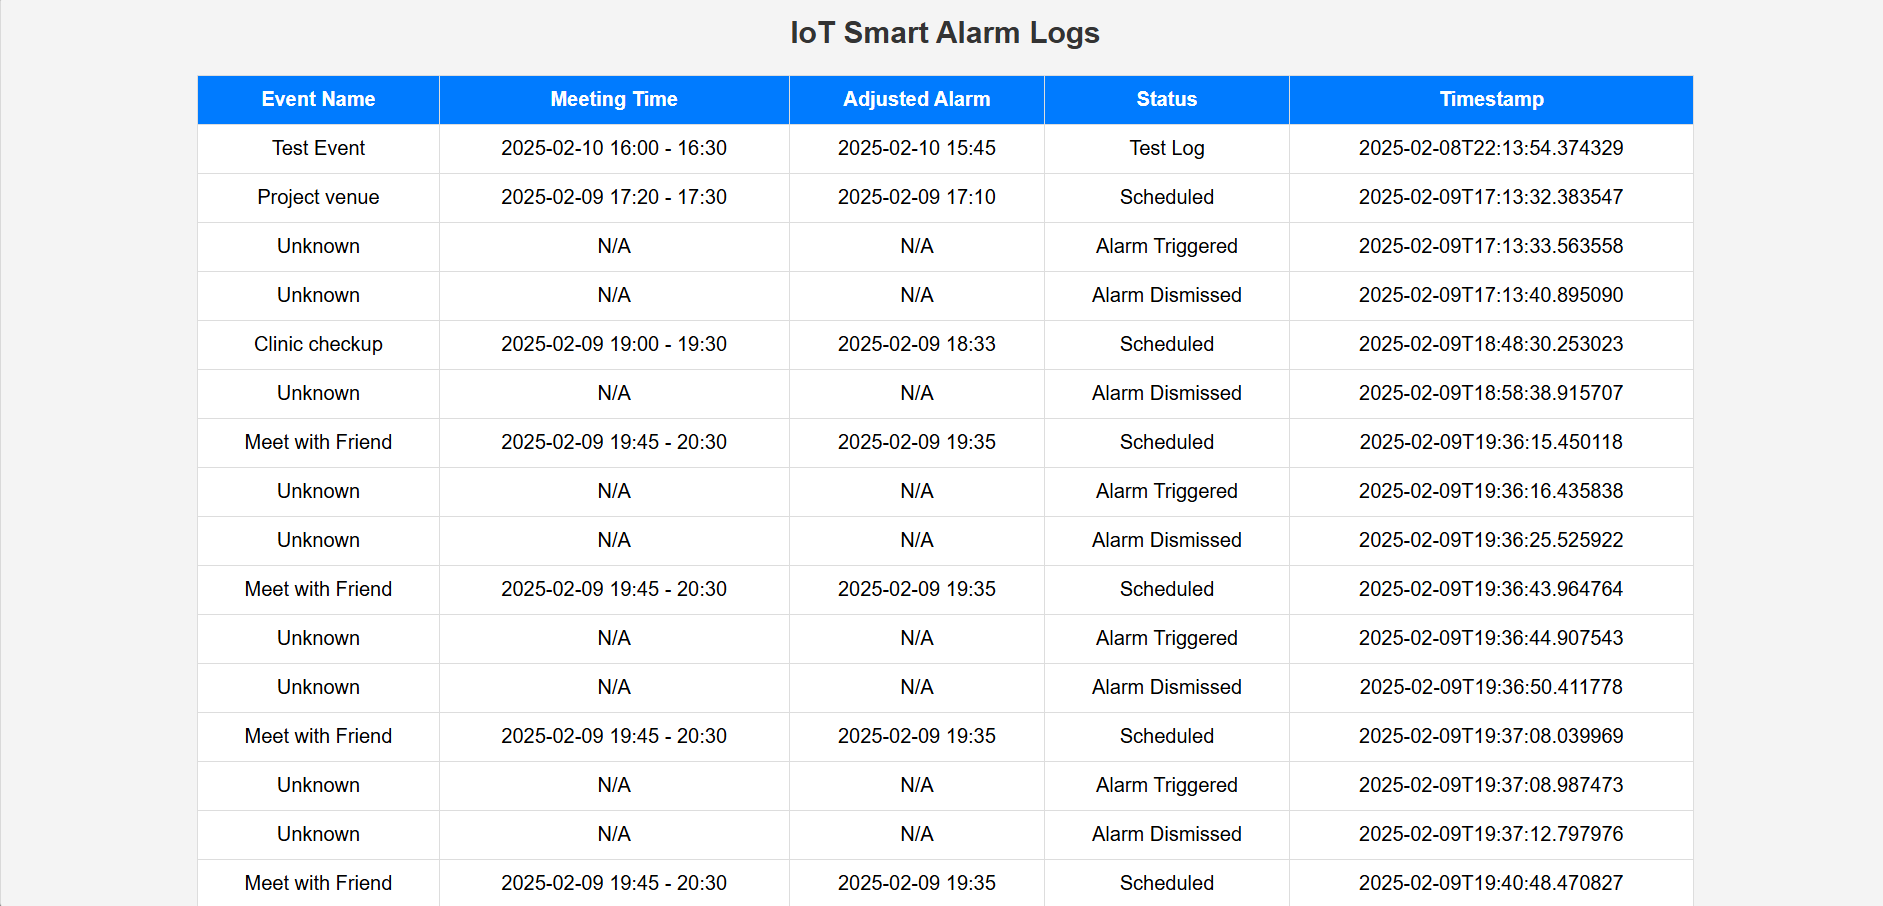 IoT Smart Alarm Logs
Event Name Meeting Time Adjusted Alarm Status Timestamp
Test Event 2025-02-10 16:00 - 16:30 2025-02-10 15:45 Test Log 2025-02-08T22:13:54.374329
Project venue 2025-02-09 17:20 - 17:30 2025-02-09 17:10 Scheduled 2025-02-09T17:13:32.383547
Unknown N/A N/A Alarm Triggered 2025-02-09T17:13:33.563558
Unknown N/A N/A Alarm Dismissed 2025-02-09T17:13:40.895090
Clinic checkup 2025-02-09 19:00 - 19:30 2025-02-09 18:33 Scheduled 2025-02-09T18:48:30.253023
Unknown N/A N/A Alarm Dismissed 2025-02-09T18:58:38.915707
Meet with Friend 2025-02-09 19:45 - 20:30 2025-02-09 19:35 Scheduled 2025-02-09T19:36:15.450118
Unknown N/A N/A Alarm Triggered 2025-02-09T19:36:16.435838
Unknown N/A N/A Alarm Dismissed 2025-02-09T19:36:25.525922
Meet with Friend 2025-02-09 19:45 - 20:30 2025-02-09 19:35 Scheduled 2025-02-09T19:36:43.964764
Unknown N/A N/A Alarm Triggered 2025-02-09T19:36:44.907543
Unknown N/A N/A Alarm Dismissed 2025-02-09T19:36:50.411778
Meet with Friend 2025-02-09 19:45 - 20:30 2025-02-09 19:35 Scheduled 2025-02-09T19:37:08.039969
Unknown N/A N/A Alarm Triggered 2025-02-09T19:37:08.987473
Unknown N/A N/A Alarm Dismissed 2025-02-09T19:37:12.797976
Meet with Friend 2025-02-09 19:45 - 20:30 2025-02-09 19:35 Scheduled 2025-02-09T19:40:48.470827